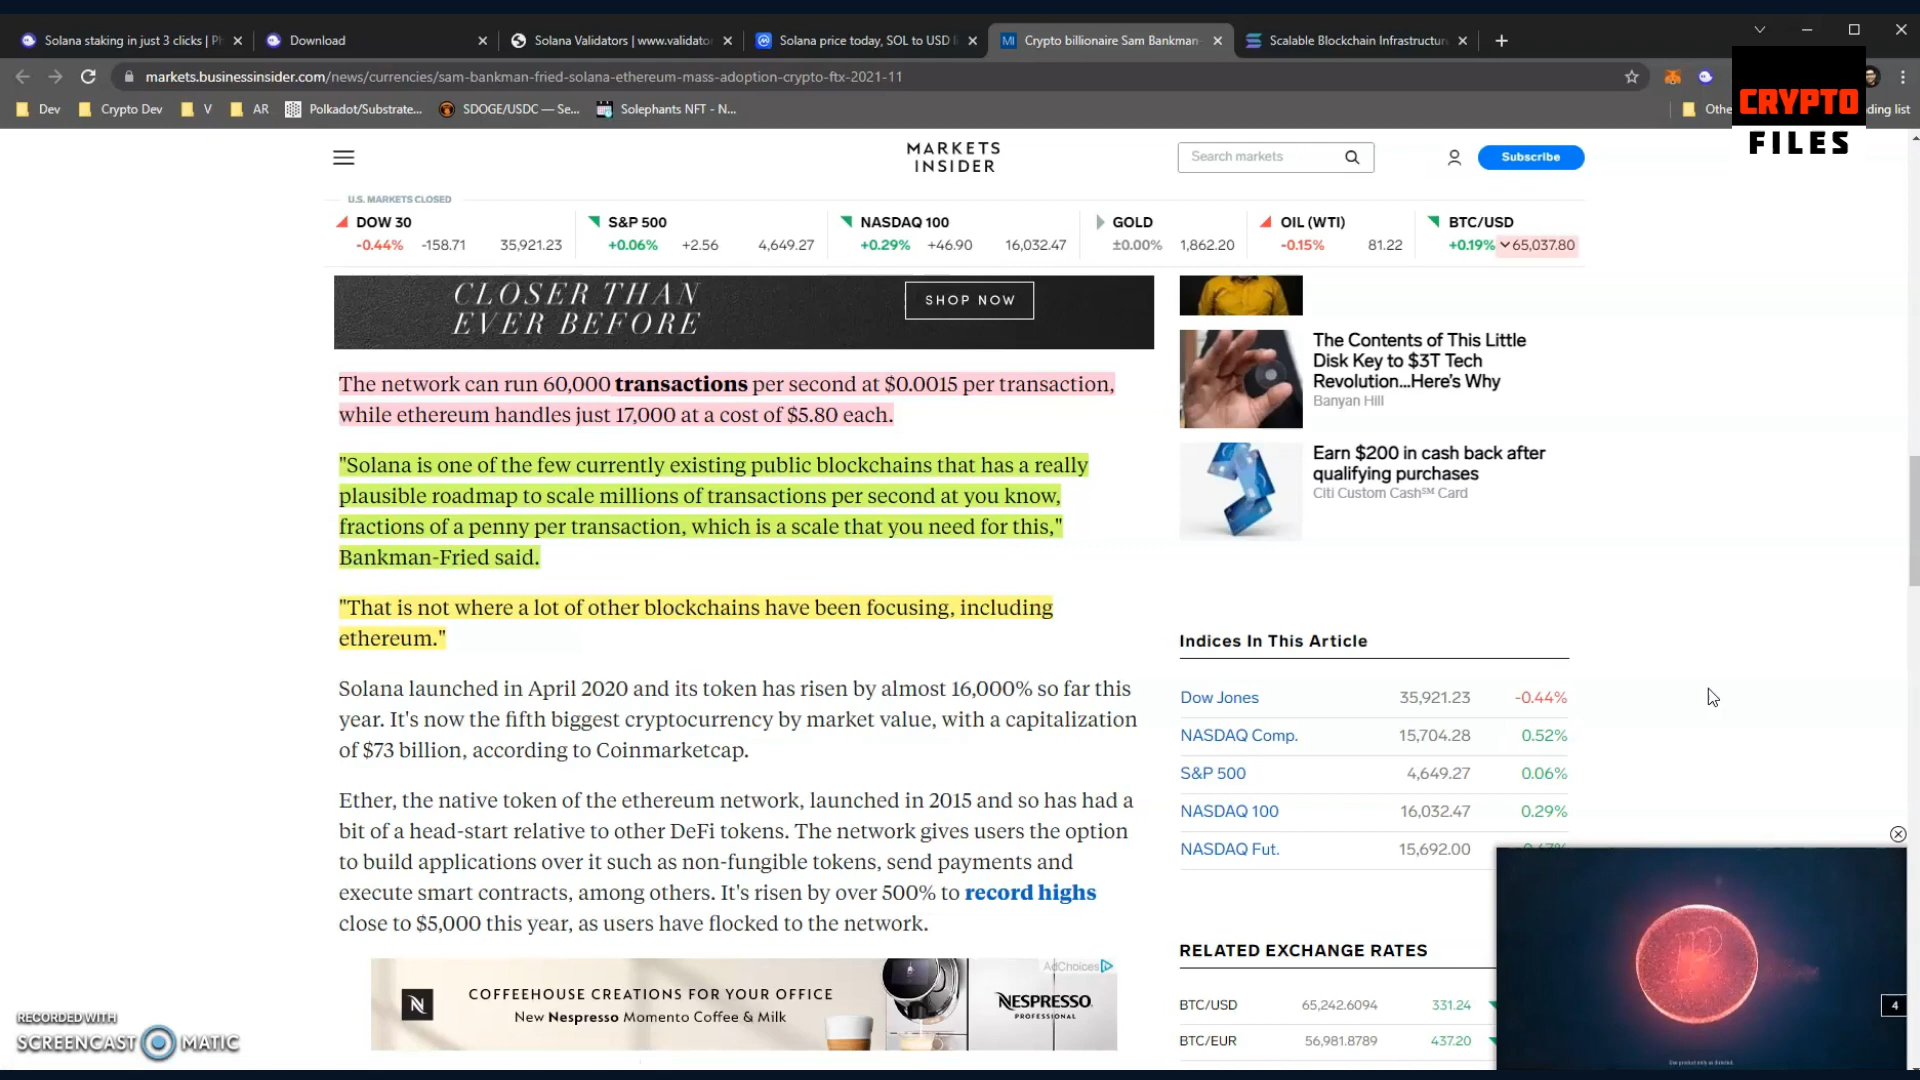 Solana staking in just 3 clicks | Ph
Download
Solana Validators | www.validato
Solana price today, SOL to USD li
Crypto billionaire Sam Bankman-
Scalable Blockchain Infrastructur
markets.businessinsider.com/news/currencies/sam-bankman-fried-solana-ethereum-mass-adoption-crypto-ftx-2021-11
Dev
Crypto Dev
V
AR
Polkadot/Substrate...
SDOGE/USDC — Se...
Solephants NFT - N...
Othe
ding list
CRYPTO
FILES
MARKETS
INSIDER
Search markets
Subscribe
U.S. MARKETS CLOSED
DOW 30
-0.44% -158.71 35,921.23
S&P 500
+0.06% +2.56 4,649.27
NASDAQ 100
+0.29% +46.90 16,032.47
GOLD
±0.00% 1,862.20
OIL (WTI)
-0.15% 81.22
BTC/USD
+0.19% 65,037.80
CLOSER THAN
EVER BEFORE
SHOP NOW
The network can run 60,000 transactions per second at $0.0015 per transaction,
while ethereum handles just 17,000 at a cost of $5.80 each.
"Solana is one of the few currently existing public blockchains that has a really
plausible roadmap to scale millions of transactions per second at you know,
fractions of a penny per transaction, which is a scale that you need for this,"
Bankman-Fried said.
"That is not where a lot of other blockchains have been focusing, including
ethereum."
Solana launched in April 2020 and its token has risen by almost 16,000% so far this
year. It's now the fifth biggest cryptocurrency by market value, with a capitalization
of $73 billion, according to Coinmarketcap.
Ether, the native token of the ethereum network, launched in 2015 and so has had a
bit of a head-start relative to other DeFi tokens. The network gives users the option
to build applications over it such as non-fungible tokens, send payments and
execute smart contracts, among others. It's risen by over 500% to record highs
close to $5,000 this year, as users have flocked to the network.
AdChoices
COFFEEHOUSE CREATIONS FOR YOUR OFFICE
New Nespresso Momento Coffee & Milk
NESPRESSO
PROFESSIONAL
The Contents of This Little
Disk Key to $3T Tech
Revolution...Here's Why
Banyan Hill
Earn $200 in cash back after
qualifying purchases
Citi Custom Cash℠ Card
Indices In This Article
Dow Jones 35,921.23 -0.44%
NASDAQ Comp. 15,704.28 0.52%
S&P 500 4,649.27 0.06%
NASDAQ 100 16,032.47 0.29%
NASDAQ Fut. 15,692.00
RELATED EXCHANGE RATES
BTC/USD 65,242.6094 331.24
BTC/EUR 56,981.8789 437.20
4
RECORDED WITH
SCREENCAST MATIC